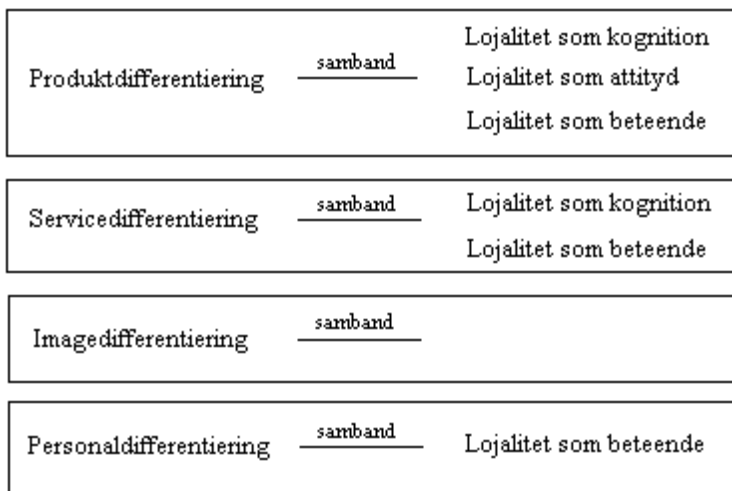 Produktdifferentiering
samband
Lojalitet som kognition
Lojalitet som attityd
Lojalitet som beteende
Servicedifferentiering
samband
Lojalitet som kognition
Lojalitet som beteende
Imagedifferentiering
samband
Personaldifferentiering
samband
Lojalitet som beteende